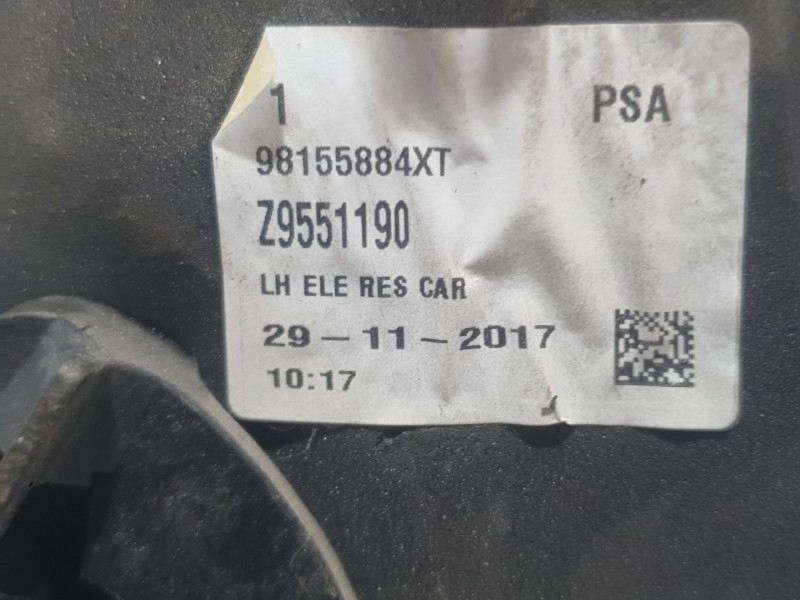 1 PSA
98155884XT
Z9551190
LH ELE RES CAR
29-11-2017
10:17